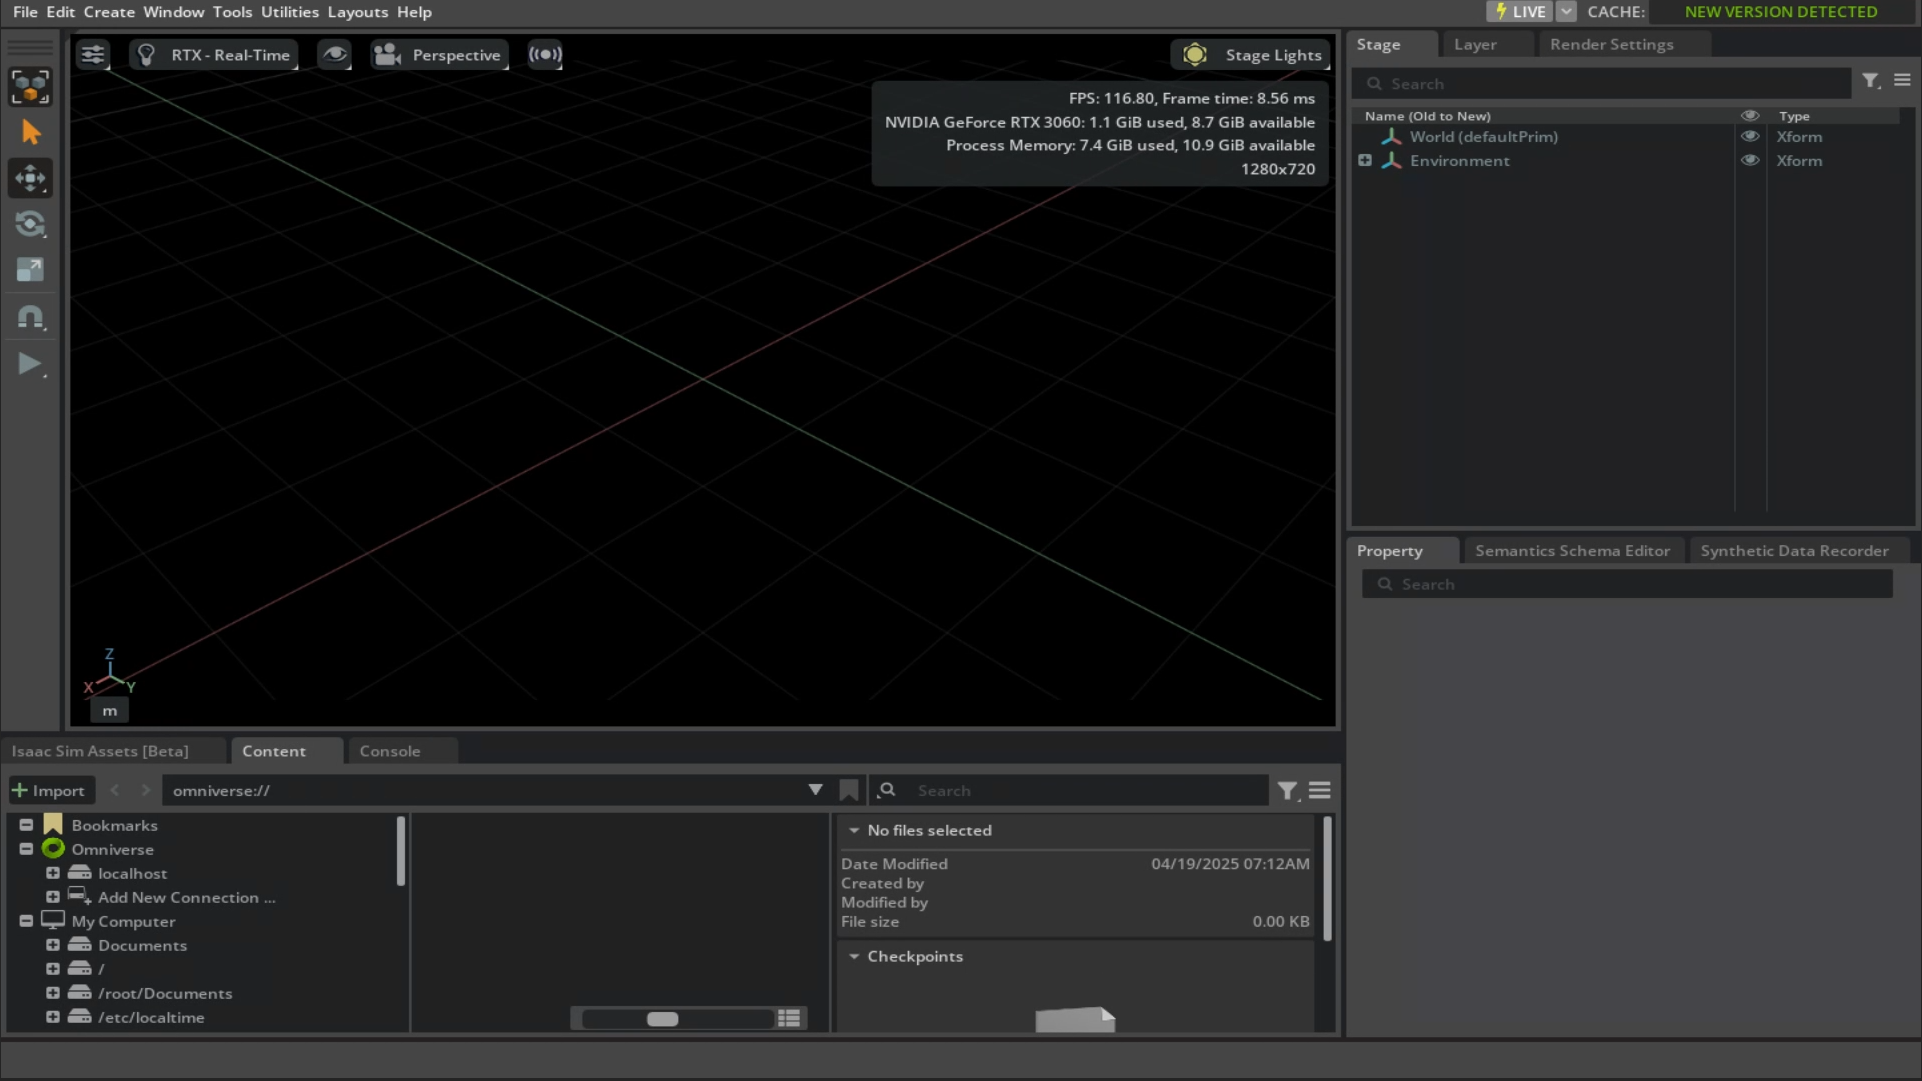 File Edit Create Window Tools Utilities Layouts Help
LIVE
CACHE:
NEW VERSION DETECTED
RTX - Real-Time
Perspective
Stage Lights
FPS: 116.80, Frame time: 8.56 ms
NVIDIA GeForce RTX 3060: 1.1 GiB used, 8.7 GiB available
Process Memory: 7.4 GiB used, 10.9 GiB available
1280x720
Z
X
Y
m
Stage
Layer
Render Settings
Search
Name (Old to New)
Type
World (defaultPrim)
Xform
Environment
Xform
Property
Semantics Schema Editor
Synthetic Data Recorder
Search
Isaac Sim Assets [Beta]
Content
Console
Import
omniverse://
Search
Bookmarks
Omniverse
localhost
Add New Connection ...
My Computer
Documents
/
/root/Documents
/etc/localtime
No files selected
Date Modified
04/19/2025 07:12AM
Created by
Modified by
File size
0.00 KB
Checkpoints